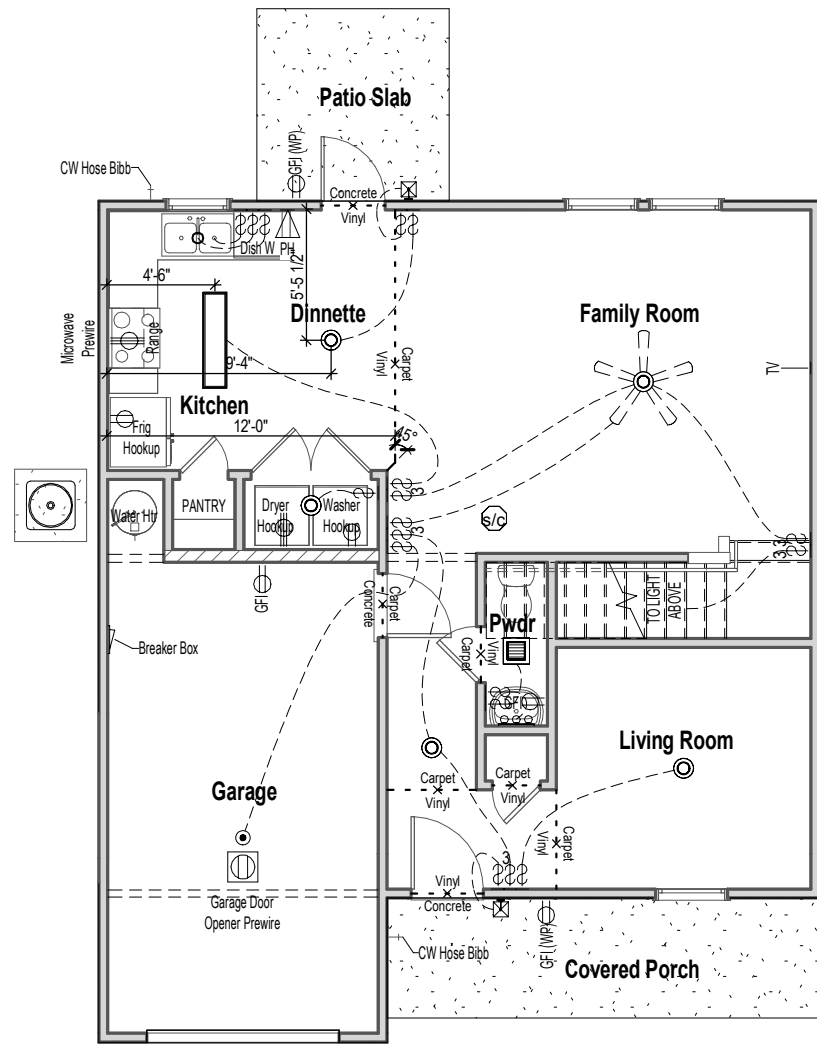 Patio Slab
GFI (WP)
CW Hose Bibb
Concrete
Vinyl
Dish W
PH
4'-6"
5'-5 1/2"
Dinnette
Family Room
Microwave
Prewire
Range
9'-4"
Carpet
Vinyl
TV
Kitchen
12'-0"
45°
Frig
Hookup
3
Water Htr
PANTRY
Dryer
Hookup
Washer
Hookup
s/c
3
3
3
GFI
Carpet
Concrete
TO LIGHT
ABOVE
Pwdr
Breaker Box
Carpet
Vinyl
GFI
Living Room
Carpet
Vinyl
Carpet
Vinyl
Garage
Carpet
Vinyl
3
Vinyl
Concrete
Garage Door
Opener Prewire
GFI (WP)
CW Hose Bibb
Covered Porch